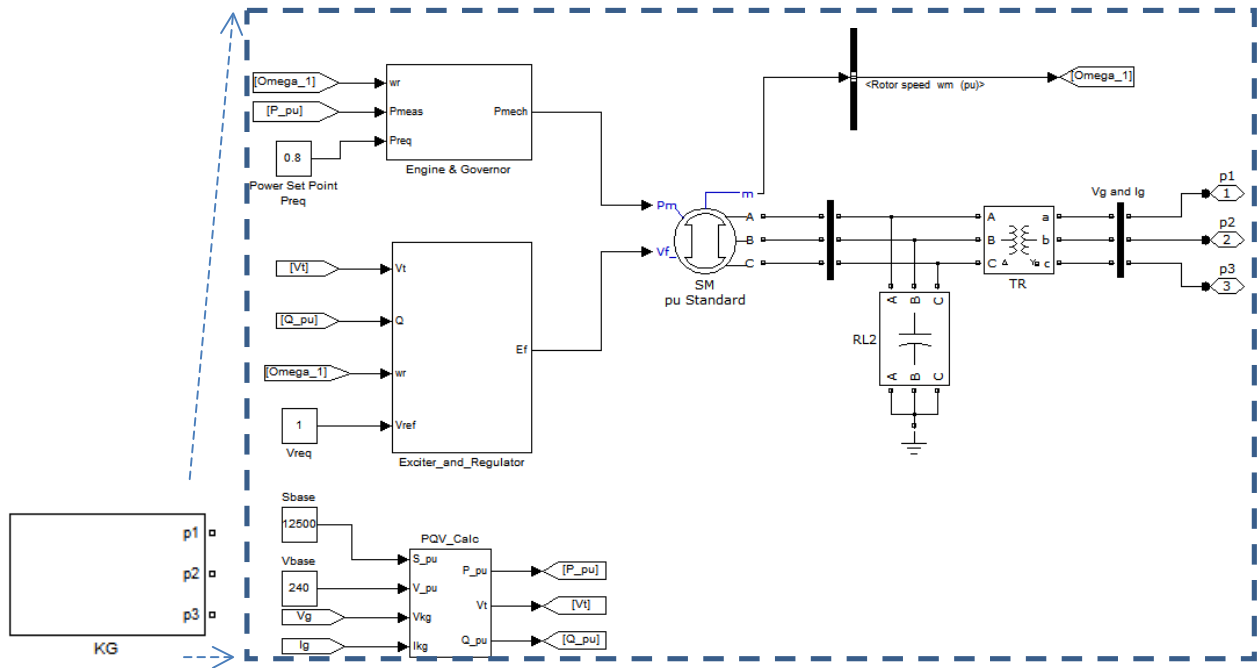 [Omega_1]
wr
[P_pu]
Pmeas
Pmech
0.8
Preq
Engine & Governor
Power Set Point
Preq
<Rotor speed wm (pu)>
[Omega_1]
m
Pm
Vf_
A
B
C
SM
pu Standard
A
B
C
a
b
c
Δ
Yg
TR
Vg and Ig
p1
1
p2
2
p3
3
A
B
C
RL2
A
B
C
[Vt]
Vt
[Q_pu]
Q
Ef
[Omega_1]
wr
1
Vref
Vreq
Exciter_and_Regulator
Sbase
12500
PQV_Calc
S_pu
P_pu
[P_pu]
Vbase
240
V_pu
Vt
[Vt]
Vg
Vkg
Ig
Ikg
Q_pu
[Q_pu]
p1
p2
p3
KG